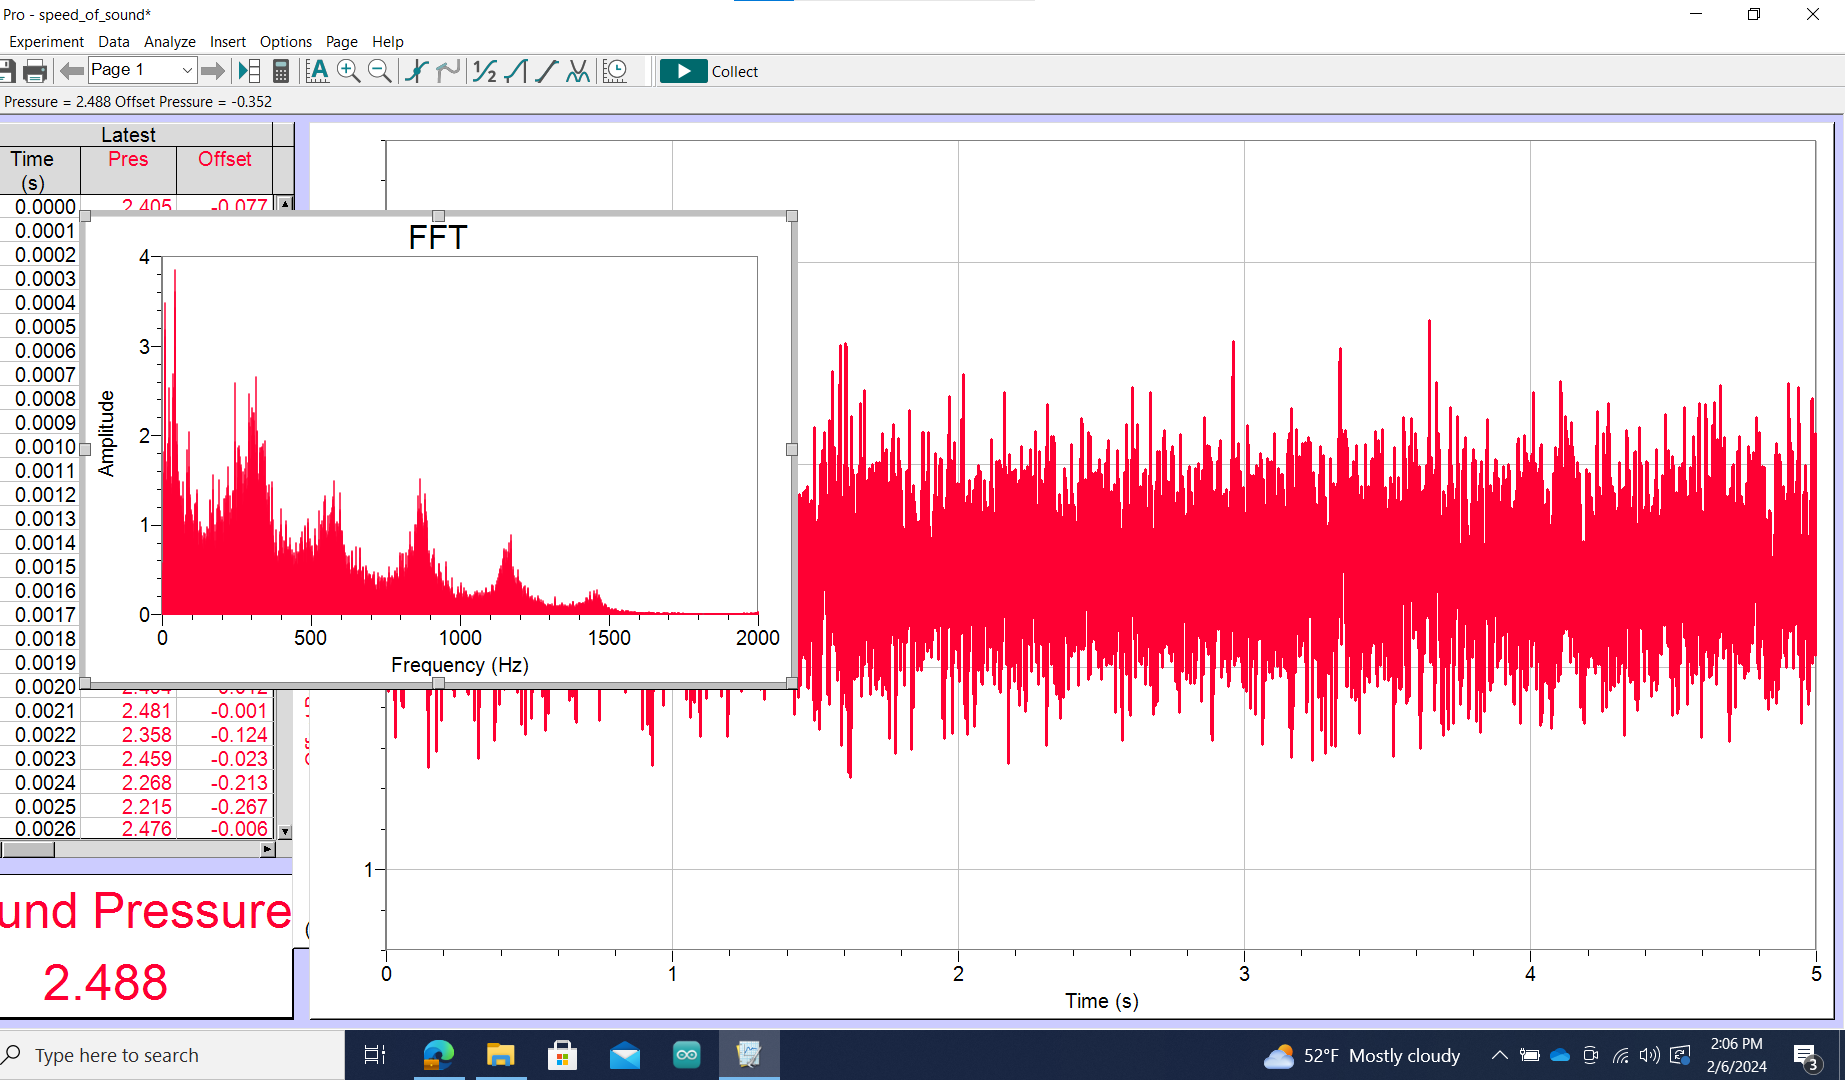 Pro - speed_of_sound*
Experiment Data Analyze Insert Options Page Help
Page 1
Collect
Pressure = 2.488 Offset Pressure = -0.352
Latest
Time (s) Pres Offset
0.0000 2.405 -0.077
0.0001
0.0002
0.0003
0.0004
0.0005
0.0006
0.0007
0.0008
0.0009
0.0010
0.0011
0.0012
0.0013
0.0014
0.0015
0.0016
0.0017
0.0018
0.0019
0.0020
0.0021 2.481 -0.001
0.0022 2.358 -0.124
0.0023 2.459 -0.023
0.0024 2.268 -0.213
0.0025 2.215 -0.267
0.0026 2.476 -0.006
FFT
4
3
2
1
0
Amplitude
0 500 1000 1500 2000
Frequency (Hz)
1
0 1 2 3 4 5
Time (s)
und Pressure
2.488
Type here to search
52°F Mostly cloudy
2:06 PM
2/6/2024
3